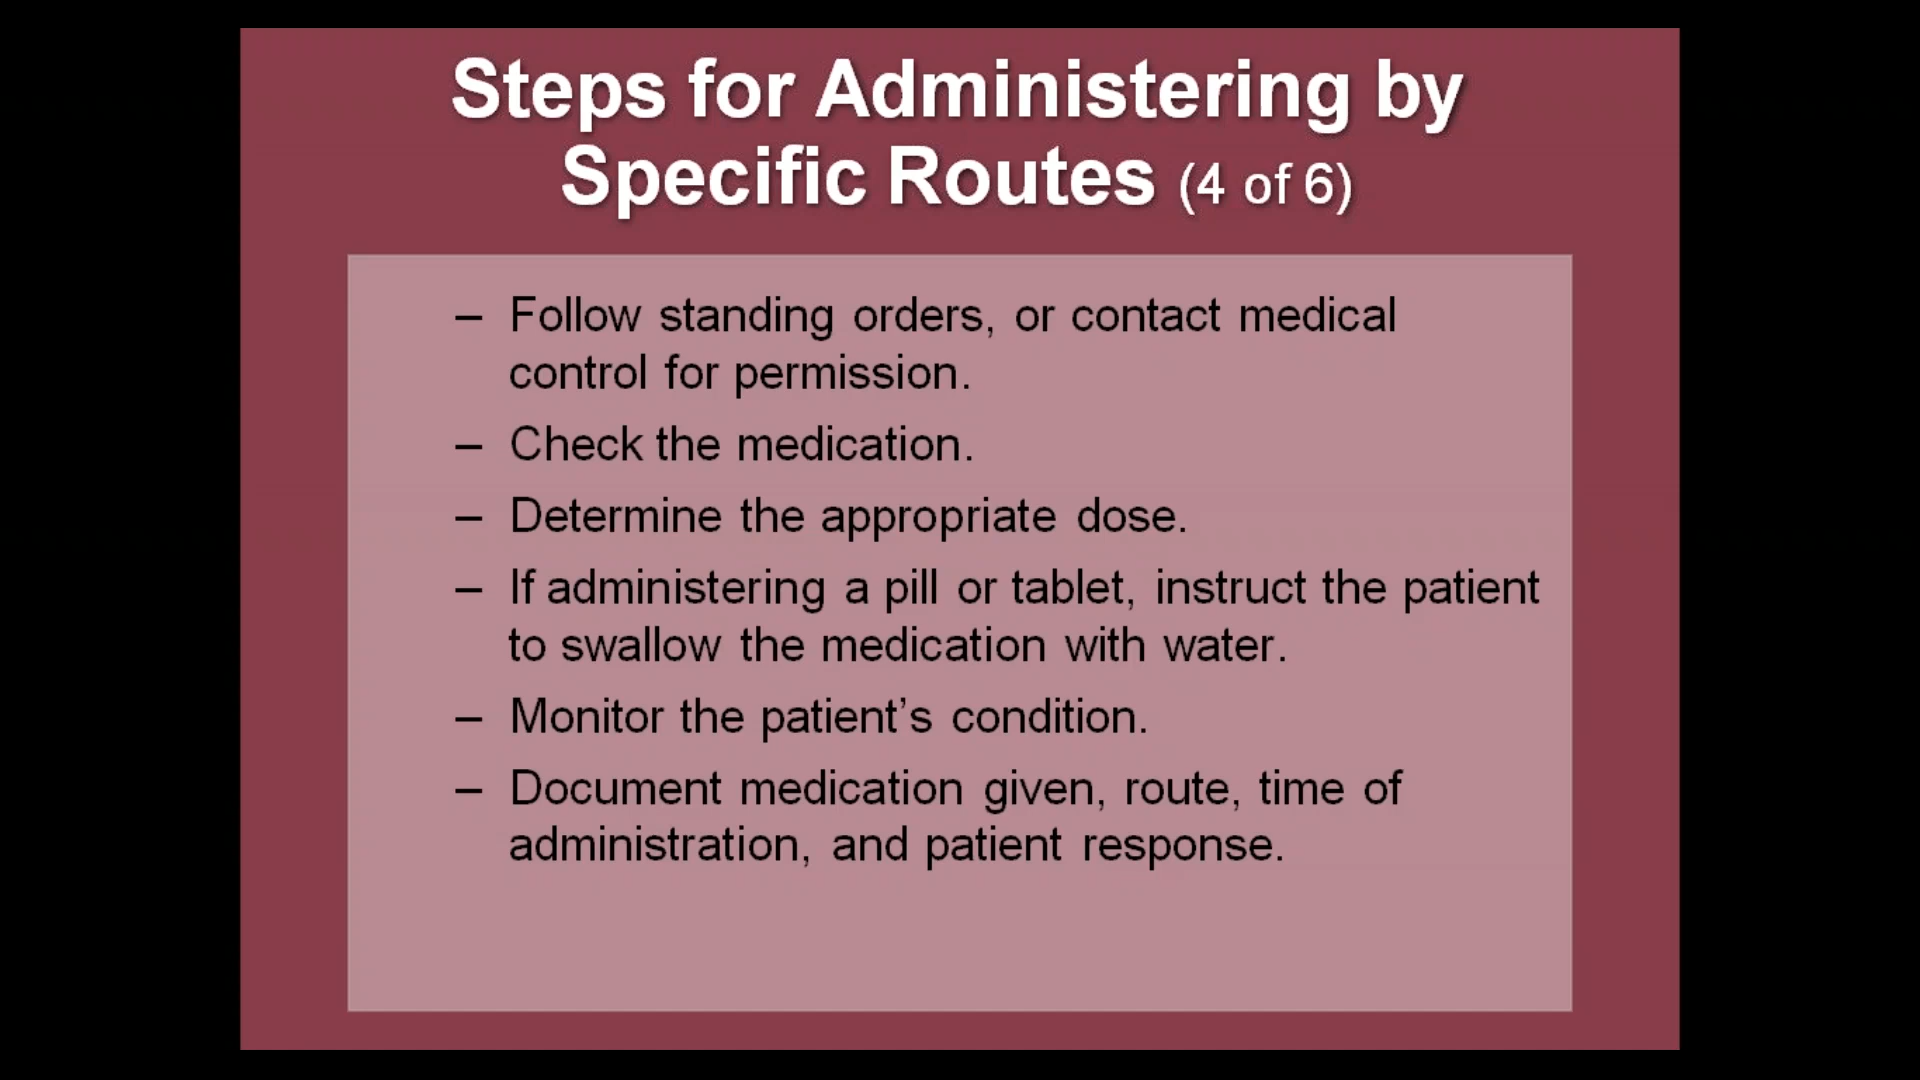 Steps for Administering by
Specific Routes (4 of 6)
– Follow standing orders, or contact medical
control for permission.
– Check the medication.
– Determine the appropriate dose.
– If administering a pill or tablet, instruct the patient
to swallow the medication with water.
– Monitor the patient’s condition.
– Document medication given, route, time of
administration, and patient response.